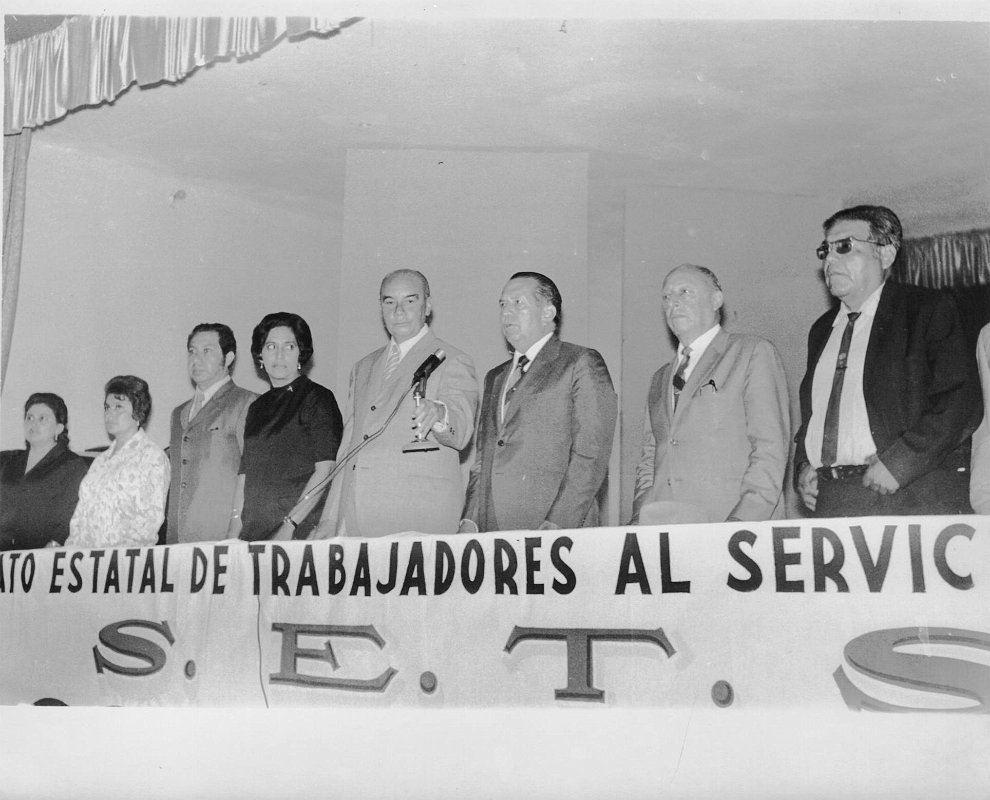 ATO ESTATAL DE TRABAJADORES AL SERVIC
S. E. T. S